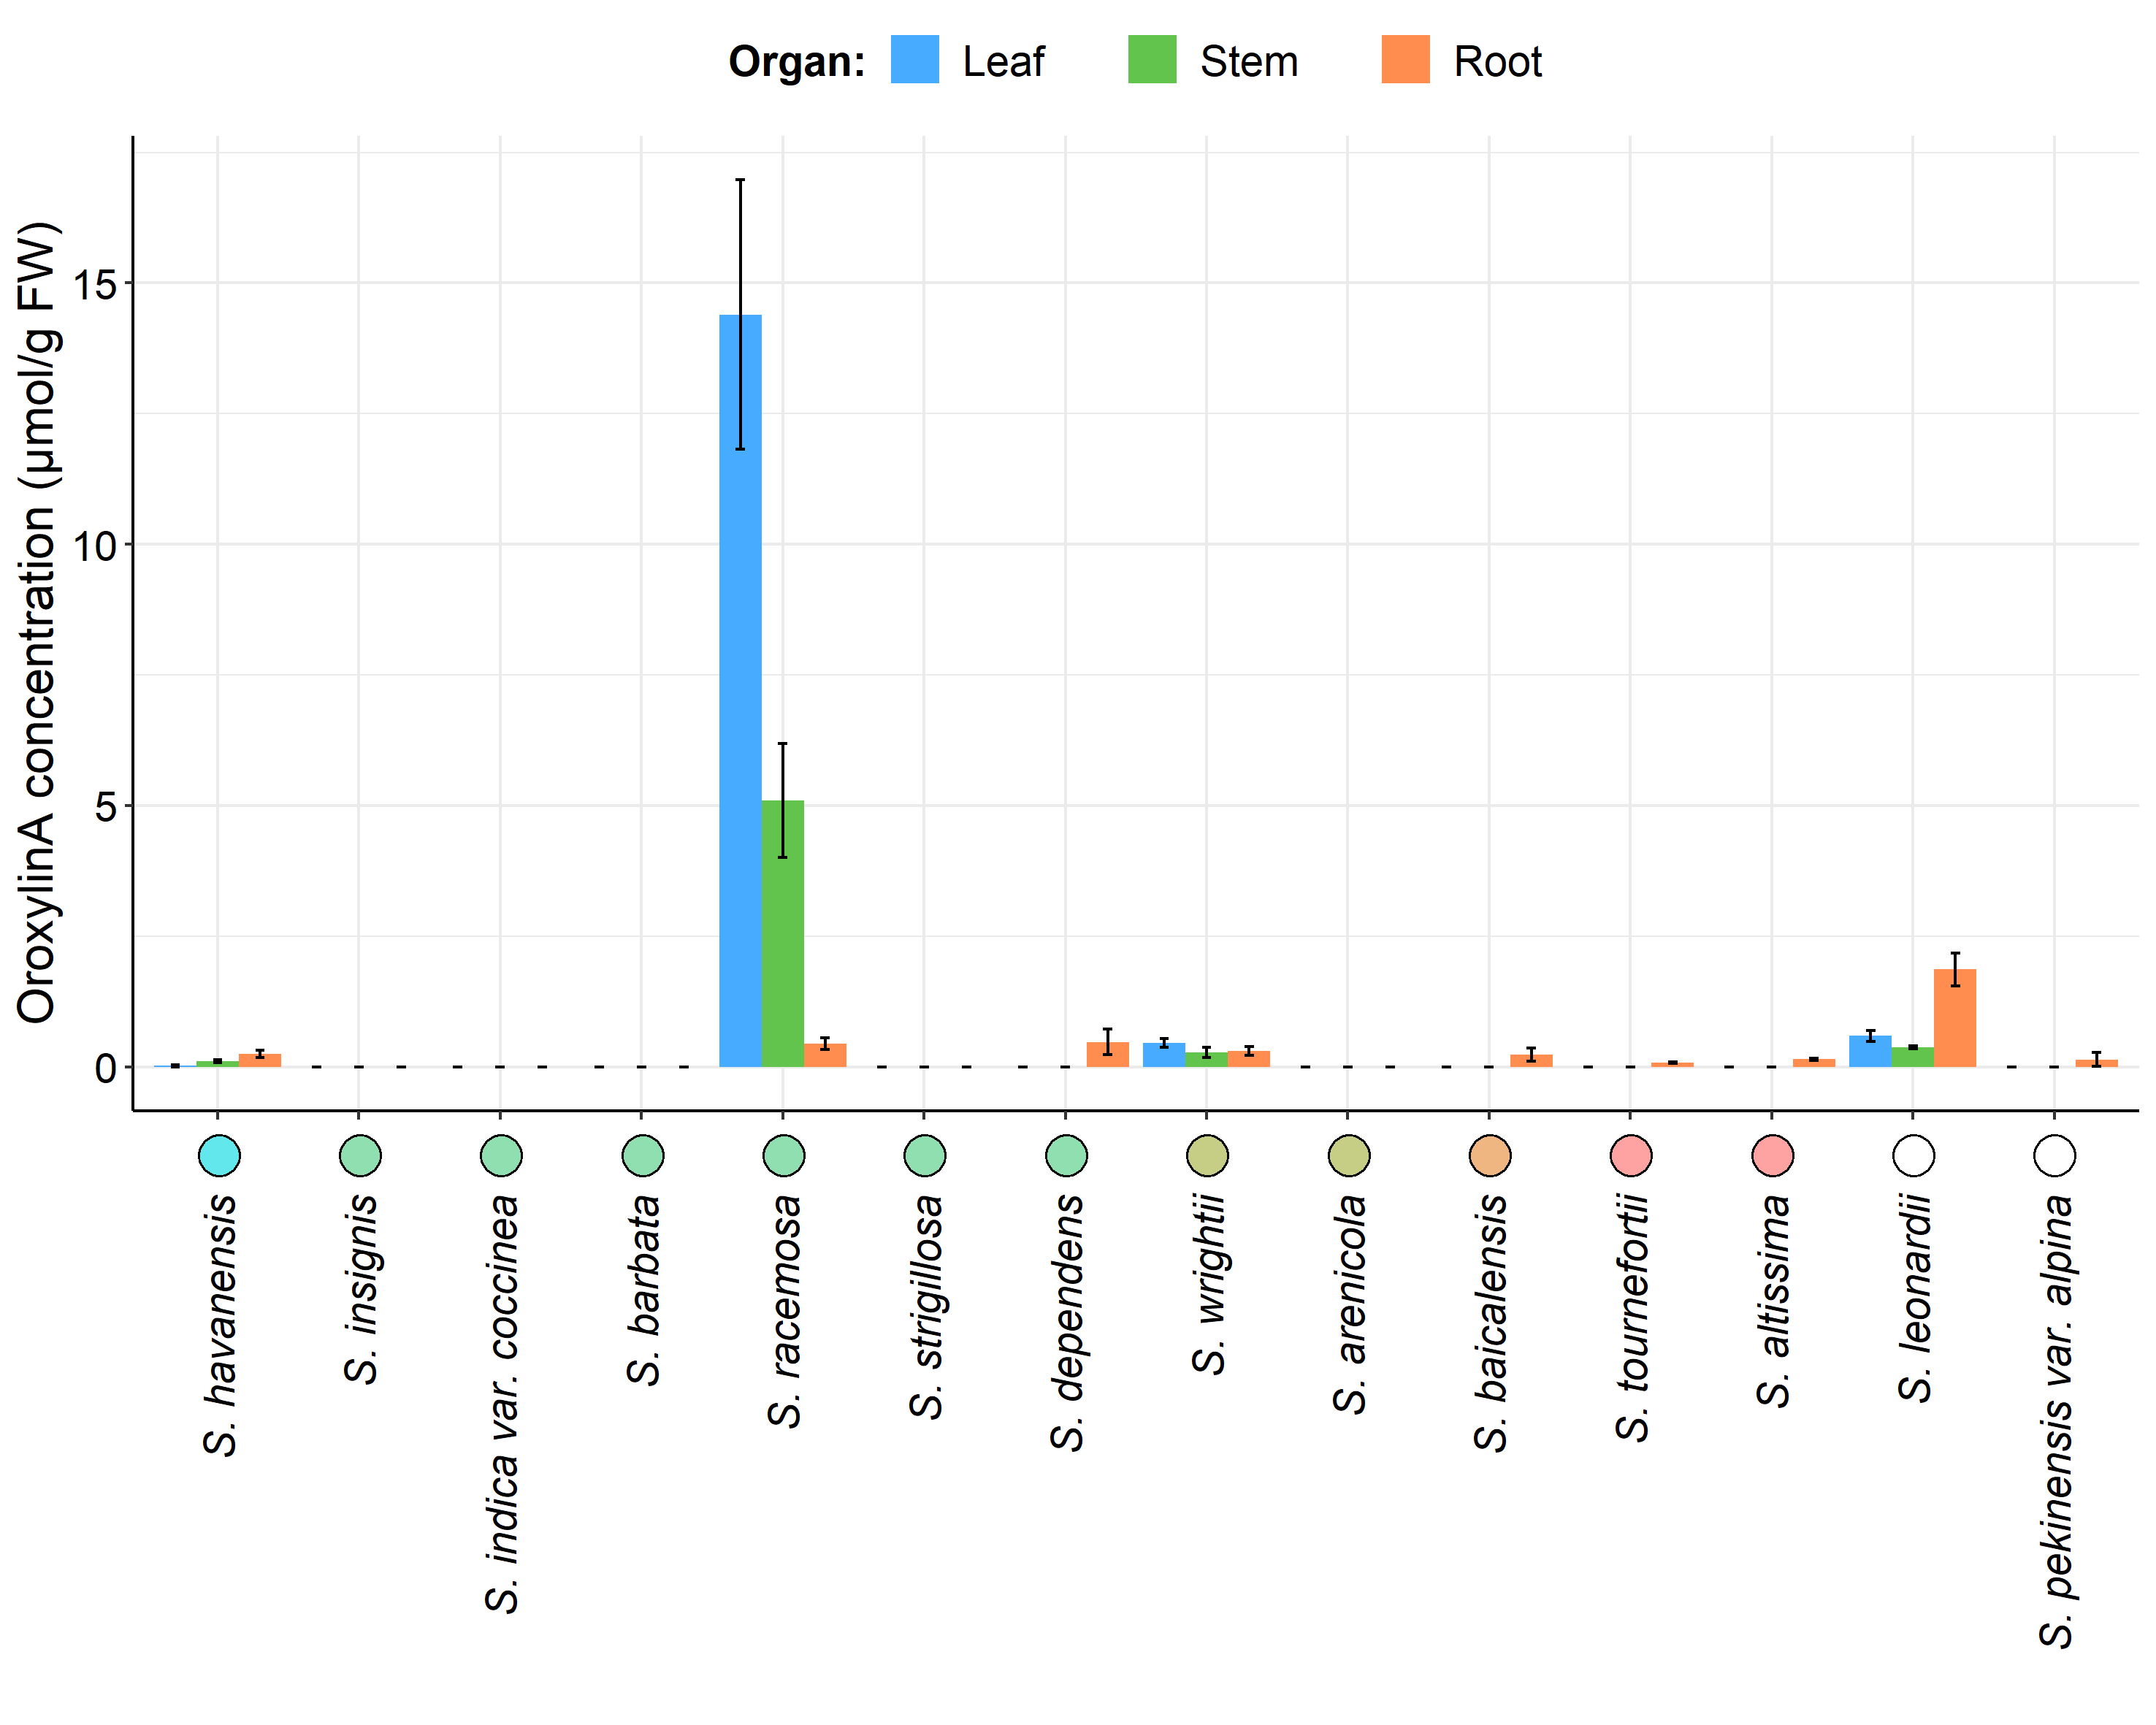 Organ: Leaf Stem Root
OroxylinA concentration (µmol/g FW)
15
10
5
0
S. havanensis
S. insignis
S. indica var. coccinea
S. barbata
S. racemosa
S. strigillosa
S. dependens
S. wrightii
S. arenicola
S. baicalensis
S. tournefortii
S. altissima
S. leonardii
S. pekinensis var. alpina